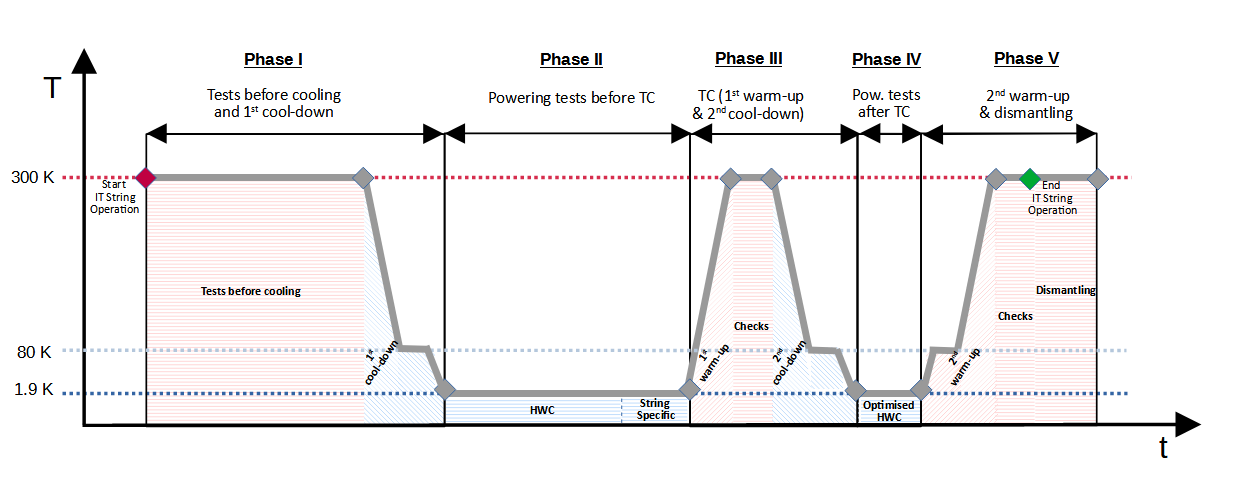 Phase I
Phase II
Phase III
Phase IV
Phase V
Tests before cooling
and 1st cool-down
Powering tests before TC
TC (1st warm-up
& 2nd cool-down)
Pow. tests
after TC
2nd warm-up
& dismantling
T
300 K
Start
IT String
Operation
End
IT String
Operation
Tests before cooling
Dismantling
Checks
Checks
80 K
1st
cool-down
1st
warm-up
2nd
cool-down
2nd
warm-up
1.9 K
HWC
String
Specific
Optimised
HWC
t